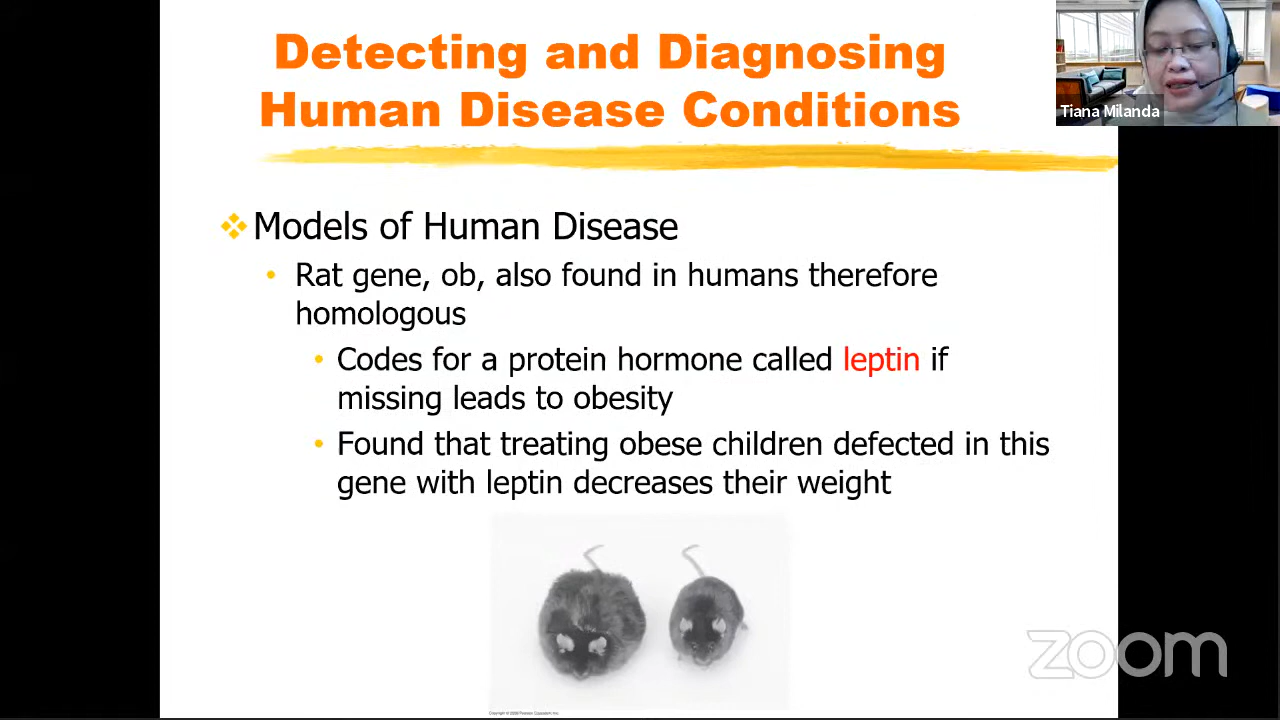 Detecting and Diagnosing
Human Disease Conditions
Tiana Milanda
Models of Human Disease
Rat gene, ob, also found in humans therefore
homologous
Codes for a protein hormone called leptin if
missing leads to obesity
Found that treating obese children defected in this
gene with leptin decreases their weight
zoom